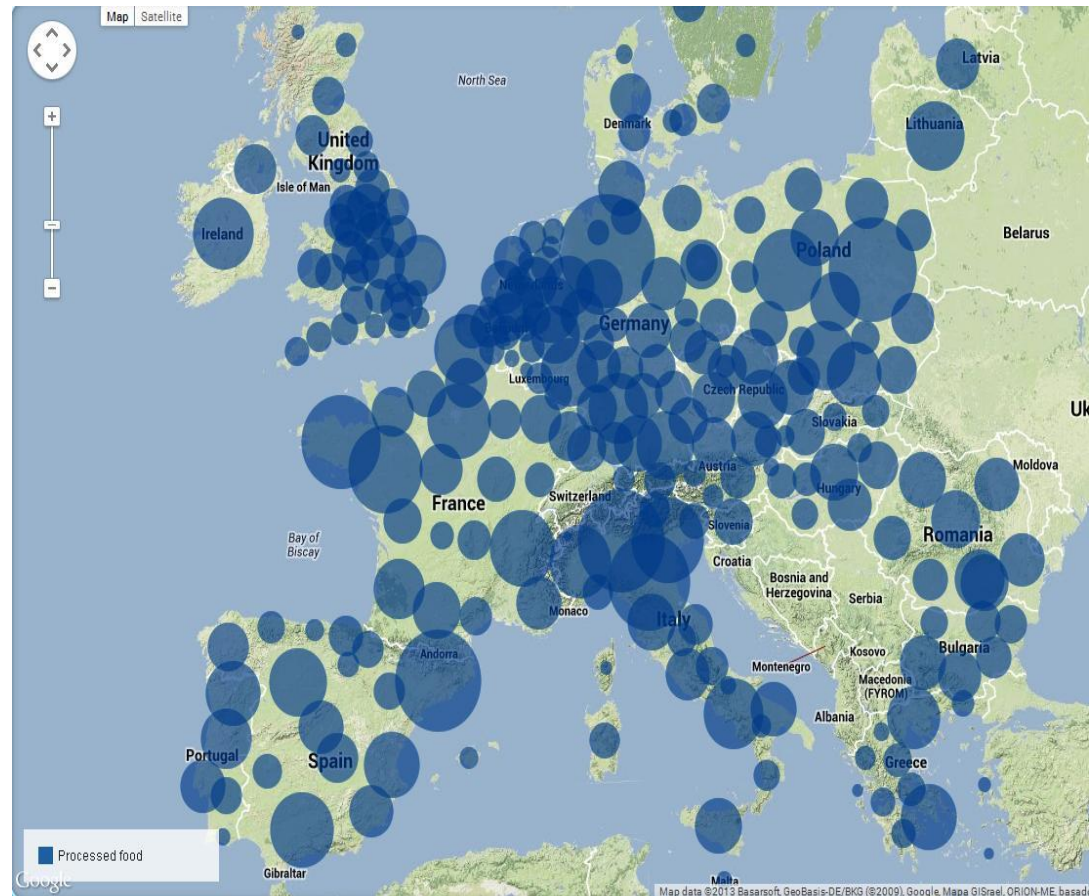 Map
Satellite
North Sea
Latvia
Denmark
Lithuania
United
Kingdom
Isle of Man
Ireland
Belarus
Poland
Germany
Luxembourg
Czech Republic
Slovakia
Uk
Moldova
Austria
Hungary
Switzerland
France
Slovenia
Romania
Bay of
Biscay
Croatia
Bosnia and
Herzegovina
Serbia
Monaco
Italy
Andorra
Montenegro
Kosovo
Bulgaria
Macedonia
(FYROM)
Albania
Portugal
Spain
Greece
Processed food
Google
Gibraltar
Malta
Map data ©2013 Basarsoft, GeoBasis-DE/BKG (©2009), Google, Mapa GISrael, ORION-ME, basad